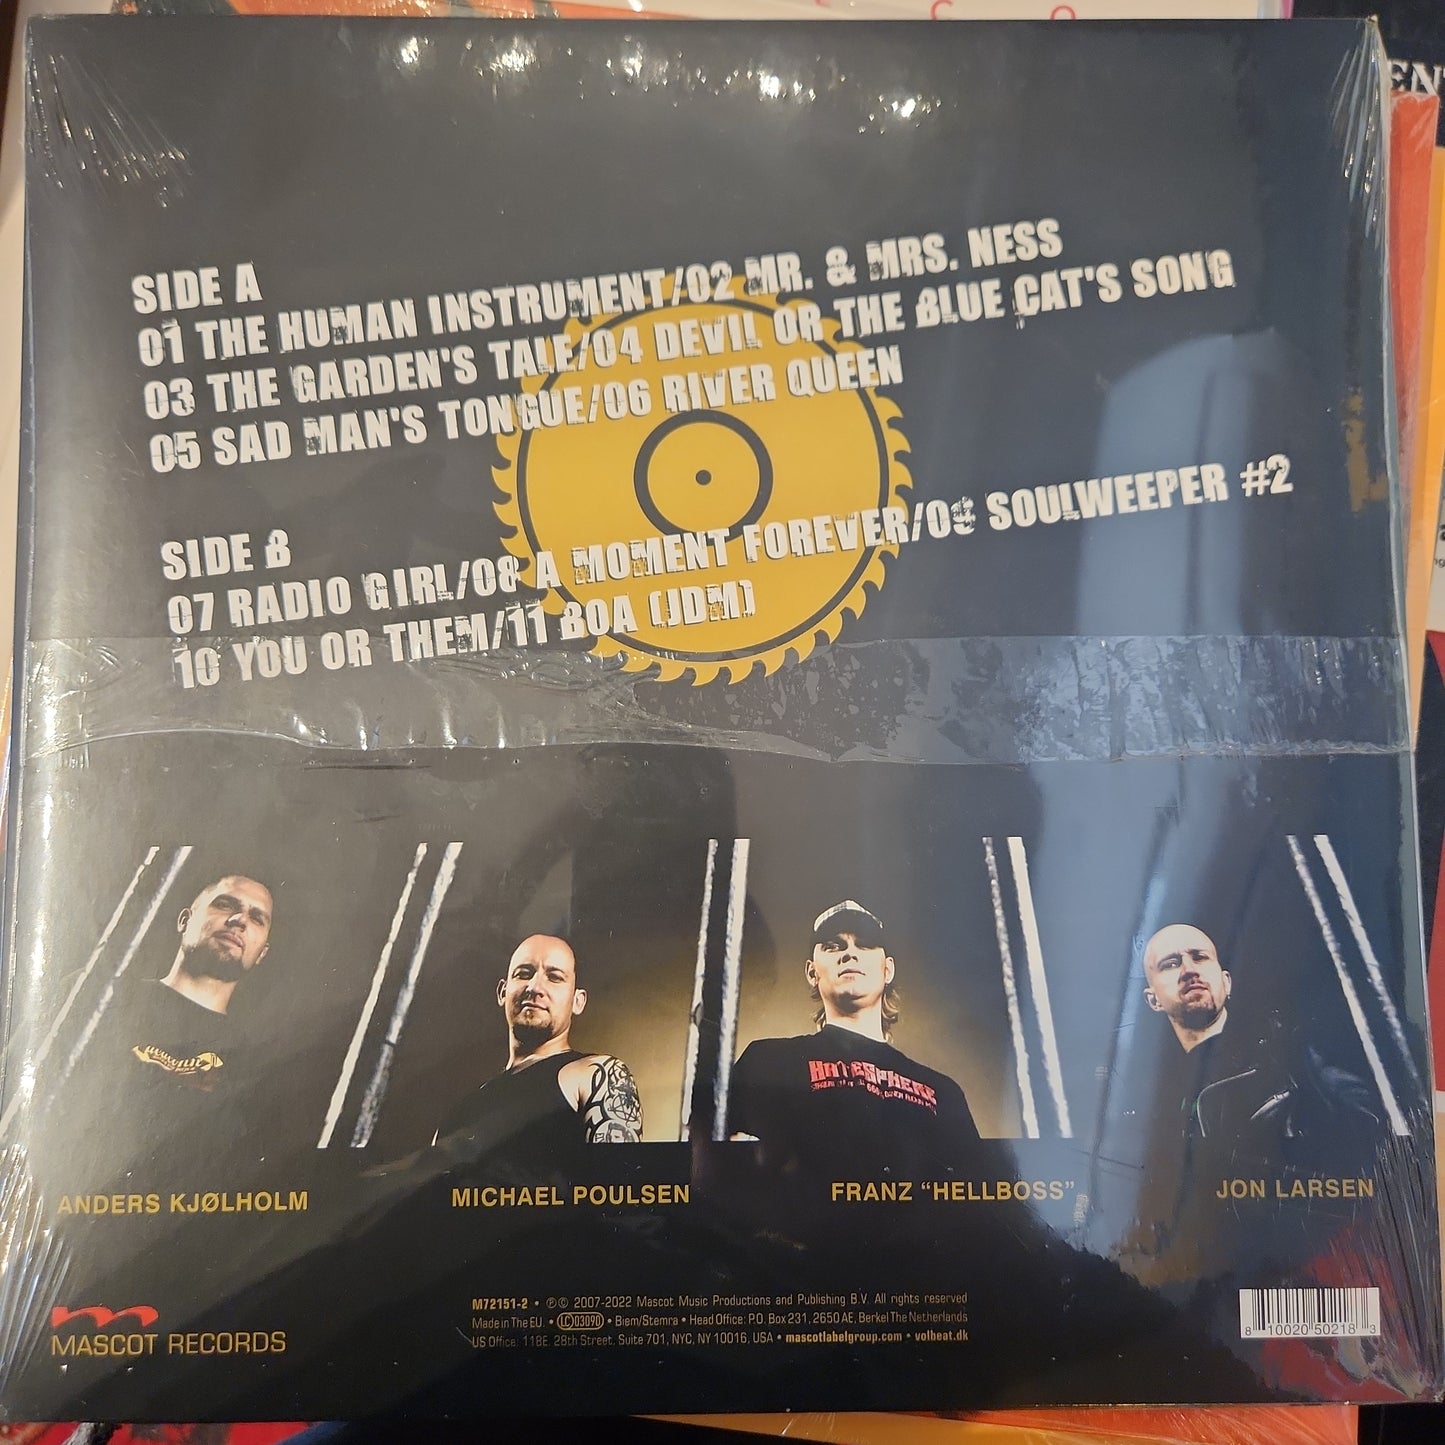 SIDE A
01 THE HUMAN INSTRUMENT/02 MR. & MRS. NESS
03 THE GARDEN'S TALE/04 DEVIL OR THE BLUE CAT'S SONG
05 SAD MAN'S TONGUE/06 RIVER QUEEN
SIDE B
07 RADIO GIRL/08 A MOMENT FOREVER/09 SOULWEEPER #2
10 YOU OR THEM/11 BOA (JDM)
HATESPHERE
ANDERS KJØLHOLM
MICHAEL POULSEN
FRANZ “HELLBOSS”
JON LARSEN
MASCOT RECORDS
M72151-2 • ℗© 2007-2022 Mascot Music Productions and Publishing B.V. All rights reserved
Made in The EU. • LC 03090 • Biem/Stemra • Head Office: P.O. Box 231, 2650 AE, Berkel The Netherlands
US Office: 118E. 28th Street, Suite 701, NYC, NY 10016. USA • mascotlabelgroup.com • volbeat.dk
8 10020 50218 3